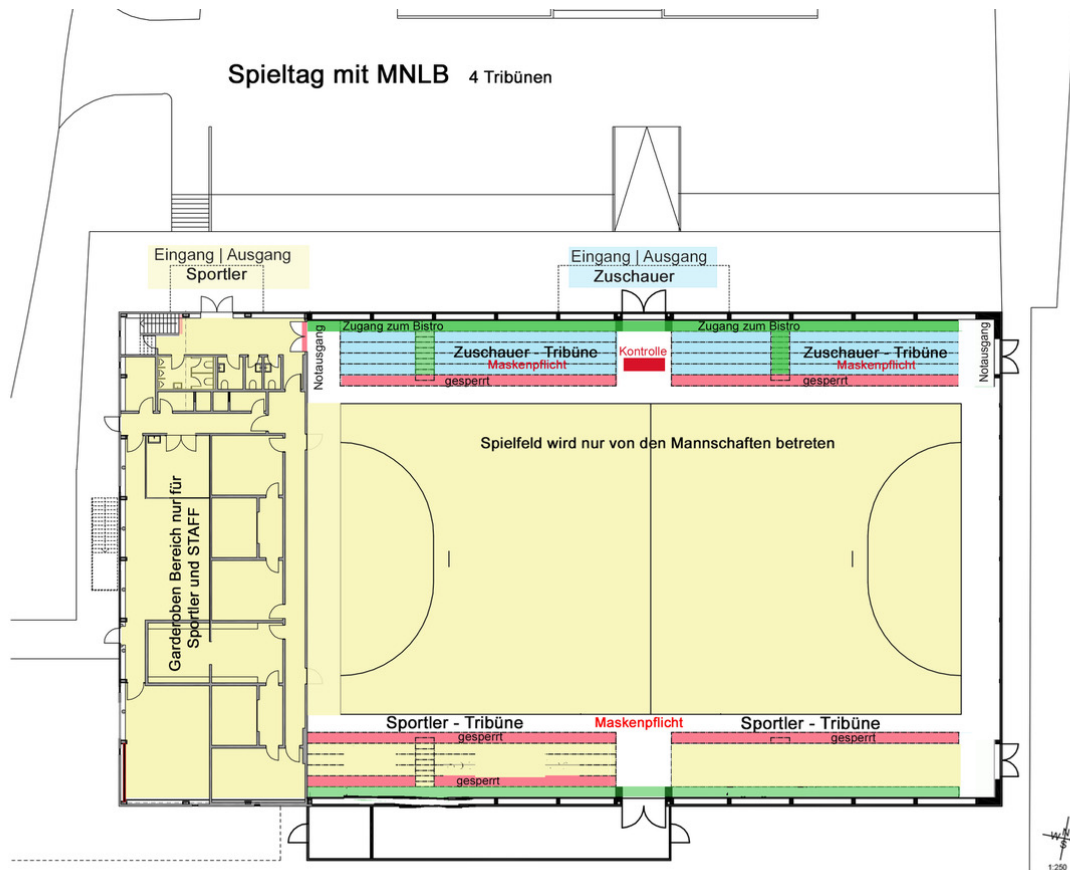 Spieltag mit MNLB 4 Tribünen
Eingang | Ausgang
Sportler
Eingang | Ausgang
Zuschauer
Notausgang
Zugang zum Bistro
Zugang zum Bistro
Zuschauer - Tribüne
Maskenpflicht
gesperrt
Kontrolle
Zuschauer - Tribüne
Maskenpflicht
gesperrt
Notausgang
Spielfeld wird nur von den Mannschaften betreten
Garderoben Bereich nur für
Sportler und STAFF
Sportler - Tribüne
Maskenpflicht
Sportler - Tribüne
gesperrt
gesperrt
gesperrt
1:250